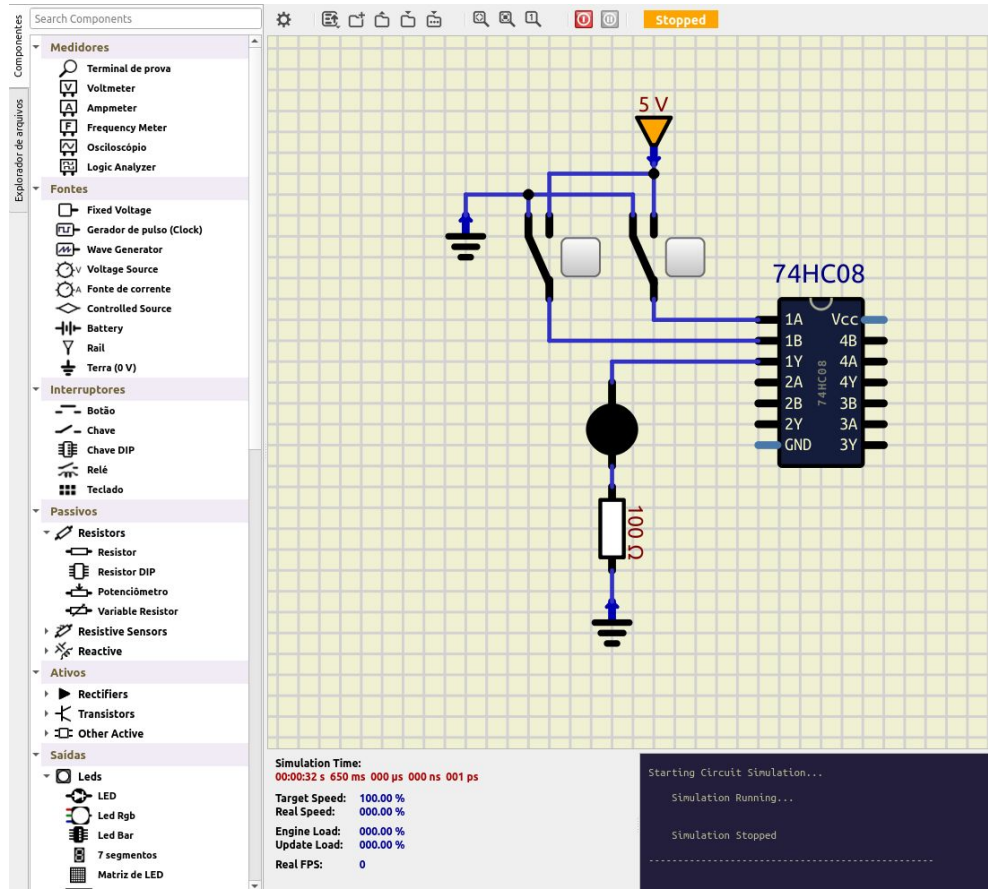 Componentes
Explorador de arquivos
Search Components
Medidores
Terminal de prova
Voltmeter
Ampmeter
Frequency Meter
Osciloscópio
Logic Analyzer
Fontes
Fixed Voltage
Gerador de pulso (Clock)
Wave Generator
Voltage Source
Fonte de corrente
Controlled Source
Battery
Rail
Terra (0 V)
Interruptores
Botão
Chave
Chave DIP
Relé
Teclado
Passivos
Resistors
Resistor
Resistor DIP
Potenciômetro
Variable Resistor
Resistive Sensors
Reactive
Ativos
Rectifiers
Transistors
Other Active
Saídas
Leds
LED
Led Rgb
Led Bar
7 segmentos
Matriz de LED
Stopped
5 V
74HC08
1A Vcc
1B 4B
1Y 4A
2A 4Y
2B 3B
2Y 3A
GND 3Y
74HC08
100 Ω
Simulation Time:
00:00:32 s 650 ms 000 µs 000 ns 001 ps
Target Speed: 100.00 %
Real Speed: 000.00 %
Engine Load: 000.00 %
Update Load: 000.00 %
Real FPS: 0
Starting Circuit Simulation...
Simulation Running...
Simulation Stopped